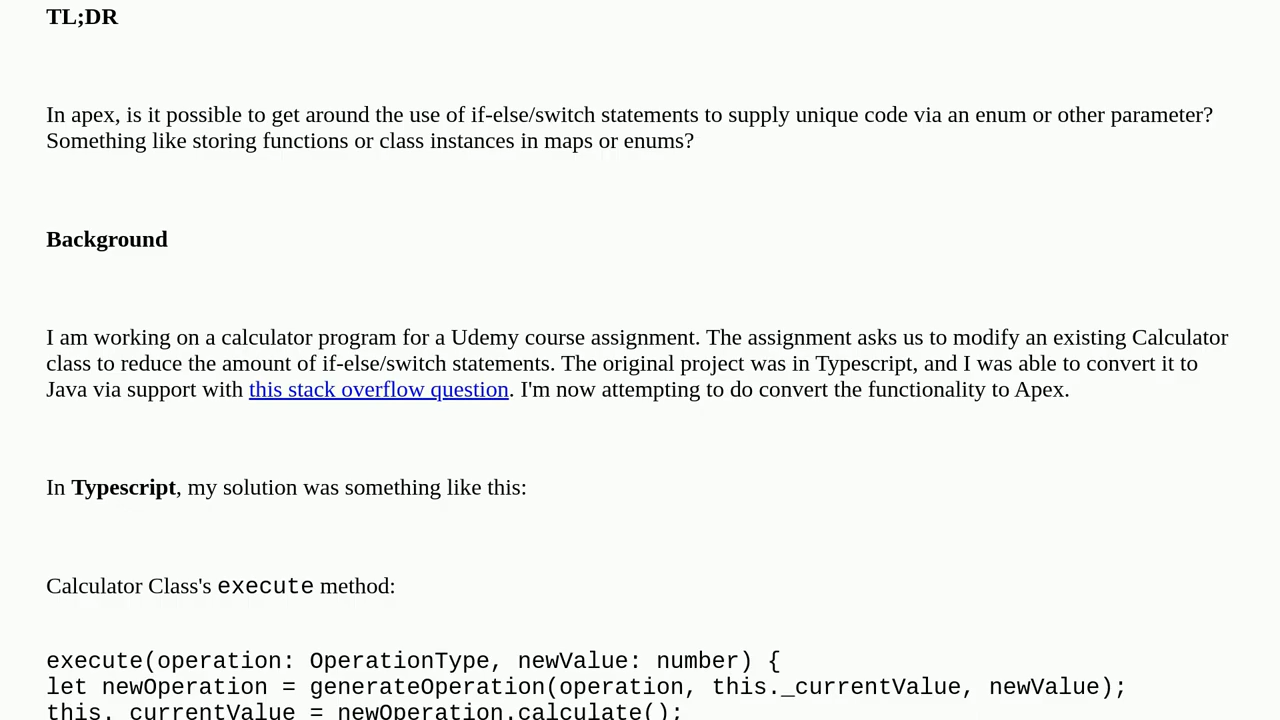 TL;DR
In apex, is it possible to get around the use of if-else/switch statements to supply unique code via an enum or other parameter?
Something like storing functions or class instances in maps or enums?
Background
I am working on a calculator program for a Udemy course assignment. The assignment asks us to modify an existing Calculator
class to reduce the amount of if-else/switch statements. The original project was in Typescript, and I was able to convert it to
Java via support with this stack overflow question. I'm now attempting to do convert the functionality to Apex.
In Typescript, my solution was something like this:
Calculator Class's execute method:
execute(operation: OperationType, newValue: number) {
let newOperation = generateOperation(operation, this._currentValue, newValue);
this._currentValue = newOperation.calculate();